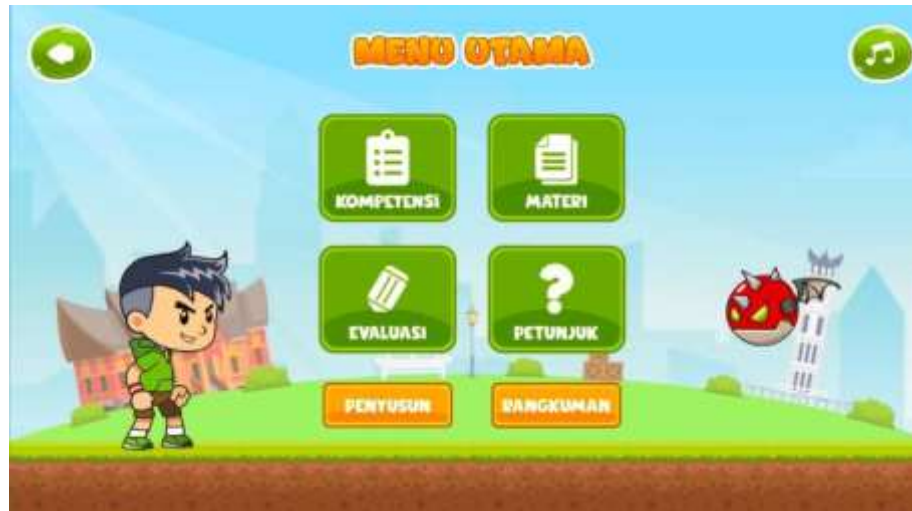 MENU UTAMA
KOMPETENSI
MATERI
EVALUASI
PETUNJUK
PENYUSUN
RANGKUMAN